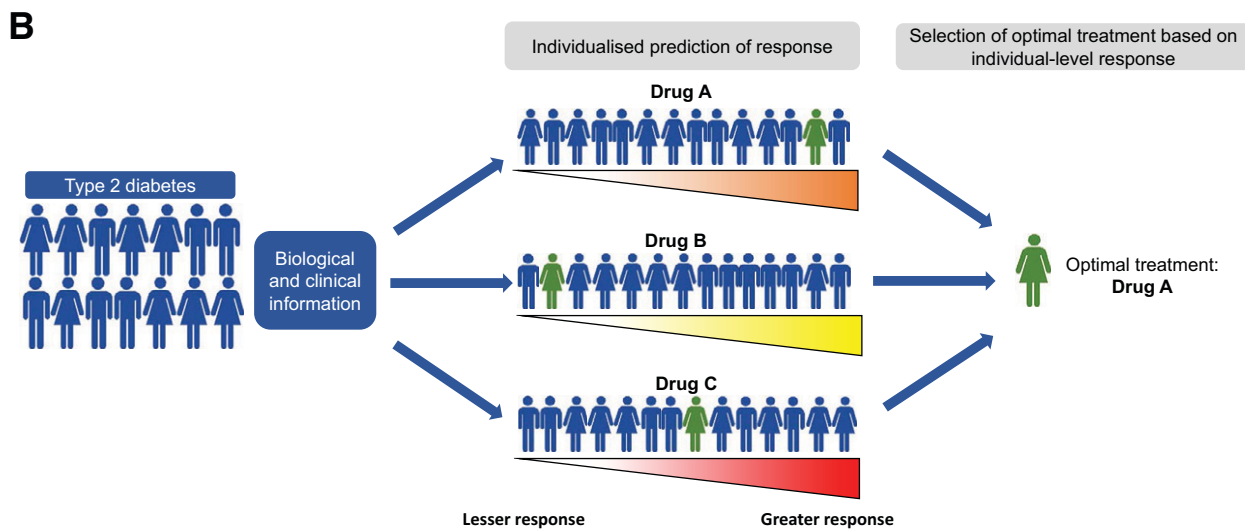 B
Individualised prediction of response
Selection of optimal treatment based on
individual-level response
Drug A
Type 2 diabetes
Biological
and clinical
information
Drug B
Optimal treatment:
Drug A
Drug C
Lesser response
Greater response